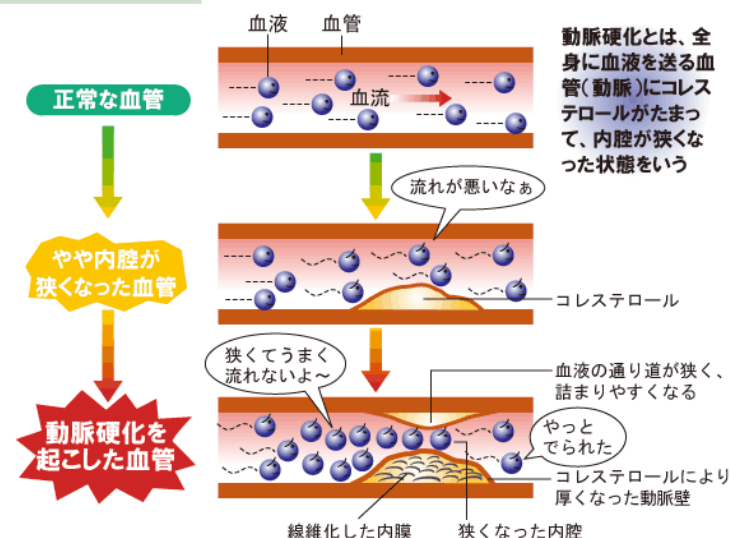 血液
血管
動脈硬化とは、全
身に血液を送る血
管(動脈)にコレス
テロールがたまっ
て、内腔が狭くな
った状態をいう
正常な血管
血流
流れが悪いなぁ
やや内腔が
狭くなった血管
コレステロール
狭くてうまく
流れないよ~
血液の通り道が狭く、
詰まりやすくなる
動脈硬化を
起こした血管
やっと
でられた
コレステロールにより
厚くなった動脈壁
線維化した内膜
狭くなった内腔